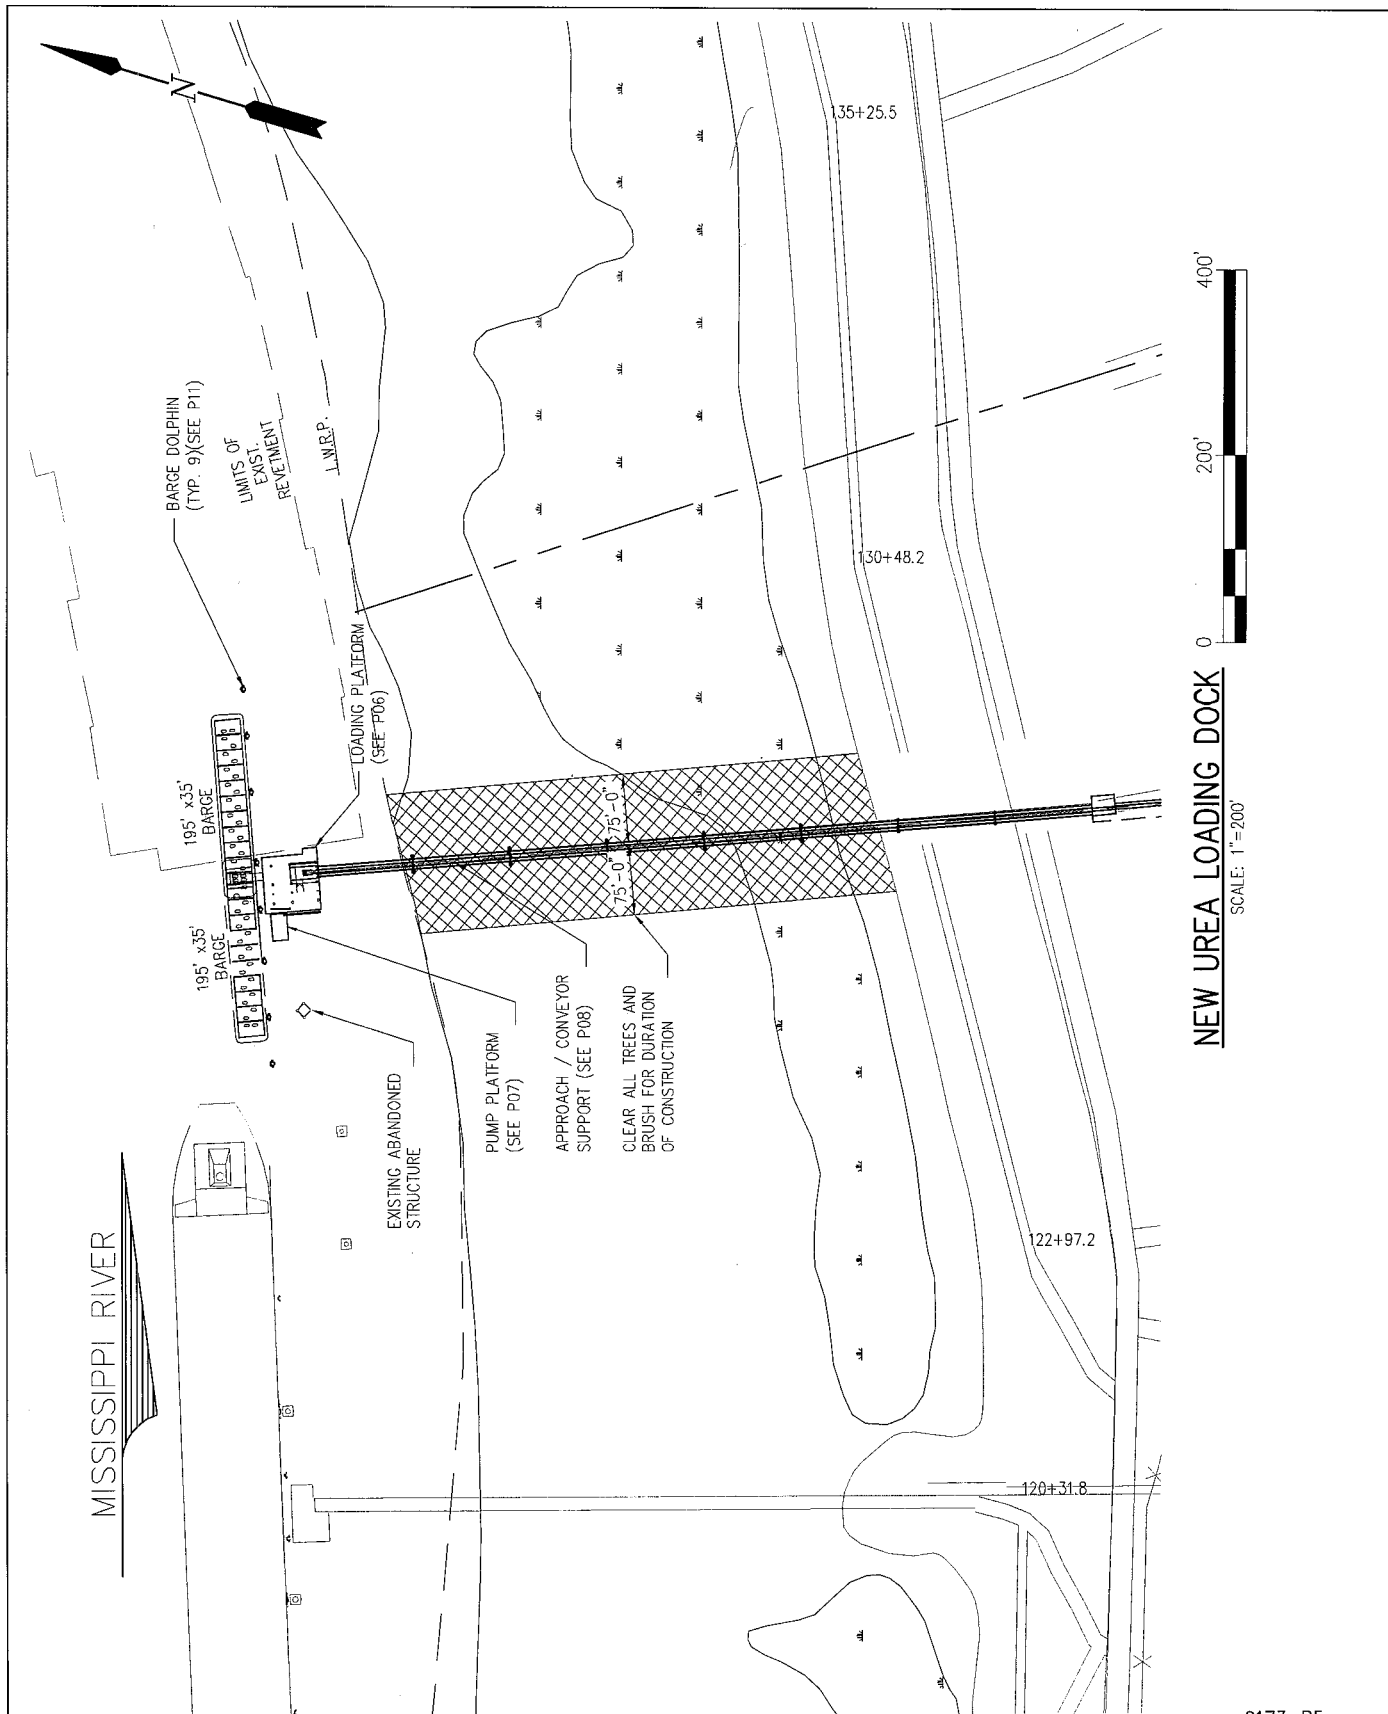 N
BARGE DOLPHIN
(TYP. 9)(SEE P11)
LIMITS OF
EXIST.
REVETMENT
L.W.R.P.
135+25.5
130+48.2
LOADING PLATFORM
(SEE P06)
195' x35'
BARGE
195' x35'
BARGE
75'-0"
75'-0"
PUMP PLATFORM
(SEE P07)
APPROACH / CONVEYOR
SUPPORT (SEE P08)
CLEAR ALL TREES AND
BRUSH FOR DURATION
OF CONSTRUCTION
EXISTING ABANDONED
STRUCTURE
MISSISSIPPI RIVER
122+97.2
120+31.8
0
200'
400'
NEW UREA LOADING DOCK
SCALE: 1"=200'